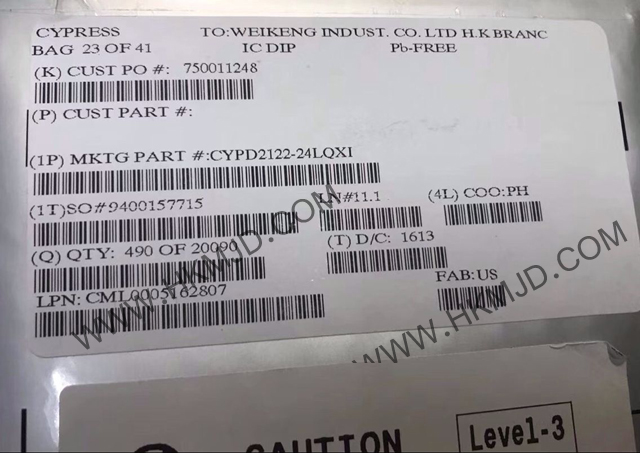 CYPRESS TO:WEIKENG INDUST. CO. LTD H.K BRANC
BAG 23 OF 41 IC DIP Pb-FREE
(K) CUST PO #: 750011248
(P) CUST PART #:
(1P) MKTG PART #:CYPD2122-24LQXI
(1T)SO#9400157715 LN#11.1 (4L) COO:PH
(Q) QTY: 490 OF 20090 (T) D/C: 1613
LPN: CML0005162807 FAB:US
WWW.HKMJD.COM
WWW.HKMJD.COM
CAUTION Level-3